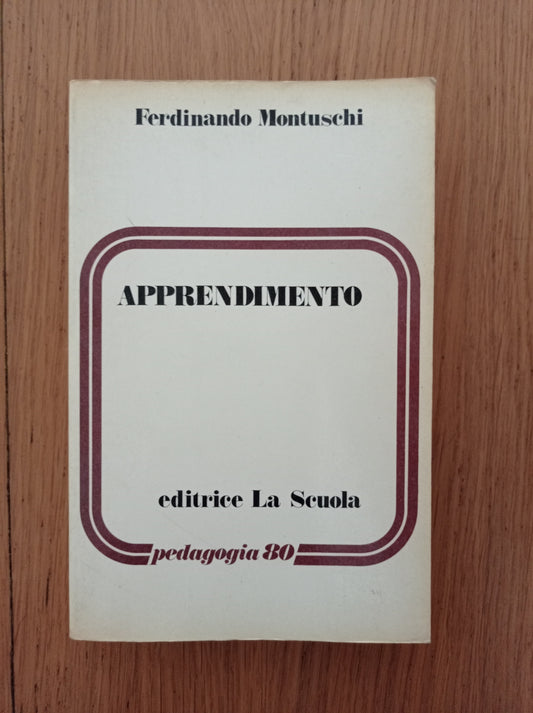 Ferdinando Montuschi
APPRENDIMENTO
editrice La Scuola
pedagogia 80